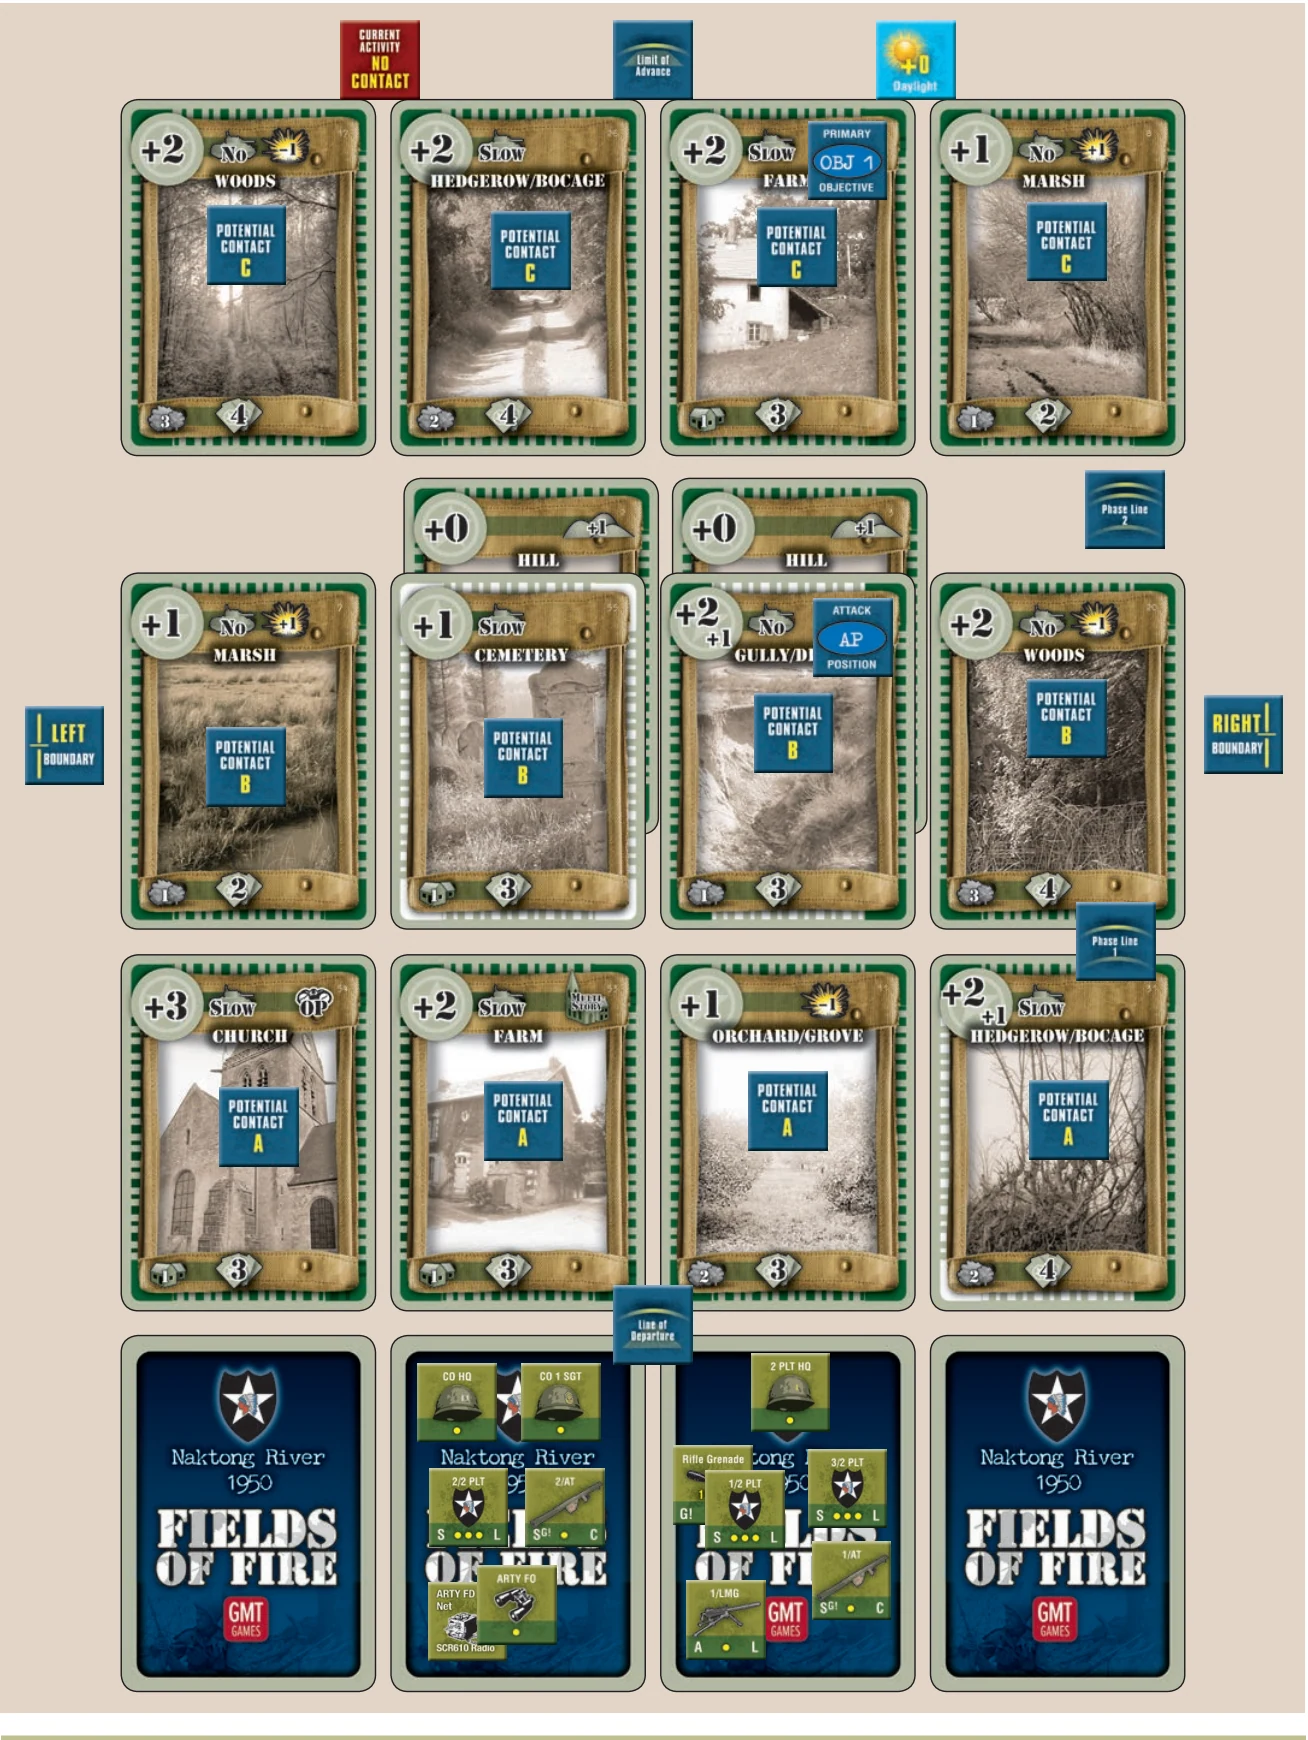 CURRENT
ACTIVITY
NO
CONTACT
Limit of
Advance
+0
Daylight
+2
No
-1
WOODS
POTENTIAL
CONTACT
C
3
4
+2
SLOW
HEDGEROW/BOCAGE
POTENTIAL
CONTACT
C
2
4
+2
SLOW
FARM
PRIMARY
OBJ 1
OBJECTIVE
POTENTIAL
CONTACT
C
1
3
+1
No
+1
MARSH
POTENTIAL
CONTACT
C
1
2
+0
+1
HILL
+0
+1
HILL
Phase Line
2
LEFT
BOUNDARY
+1
No
+1
MARSH
POTENTIAL
CONTACT
B
1
2
+1
SLOW
CEMETERY
POTENTIAL
CONTACT
B
1
3
+2
+1
No
GULLY/
ATTACK
AP
POSITION
POTENTIAL
CONTACT
B
1
3
+2
No
-1
WOODS
POTENTIAL
CONTACT
B
3
4
RIGHT
BOUNDARY
Phase Line
1
+3
SLOW
OP
CHURCH
POTENTIAL
CONTACT
A
1
3
+2
SLOW
MULTI
STORY
FARM
POTENTIAL
CONTACT
A
1
3
+1
-1
ORCHARD/GROVE
POTENTIAL
CONTACT
A
2
3
+2
+1
SLOW
HEDGEROW/BOCAGE
POTENTIAL
CONTACT
A
2
4
Line of
Departure
Naktong River
1950
FIELDS
OF FIRE
GMT
GAMES
CO HQ
CO 1 SGT
Naktong River
2/2 PLT
S L
2/AT
S G! C
ARTY FO
Net
SCR610 Radio
ARTY FO
2 PLT HQ
Rifle Grenade
1
G!
1/2 PLT
S L
3/2 PLT
S L
1/AT
S G! C
1/LMG
A L
GMT
GAMES
Naktong River
1950
FIELDS
OF FIRE
GMT
GAMES